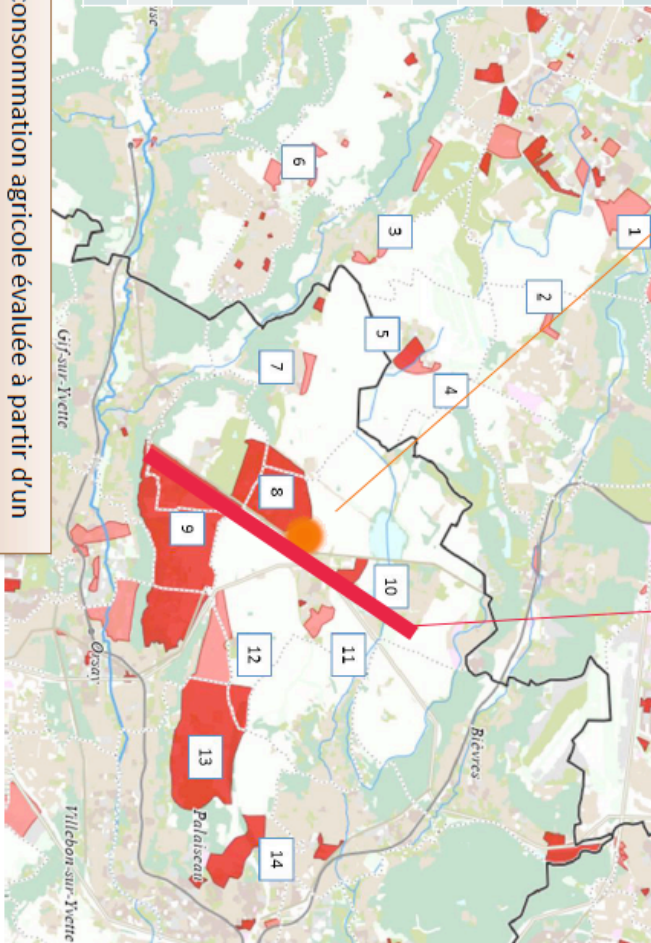 consommation agricole évaluée à partir d'un
1
2
3
4
5
6
7
8
9
10
11
12
13
14
Bièvres
Gif-sur-Yvette
Orsay
Palaiseau
Villebon-sur-Yvette